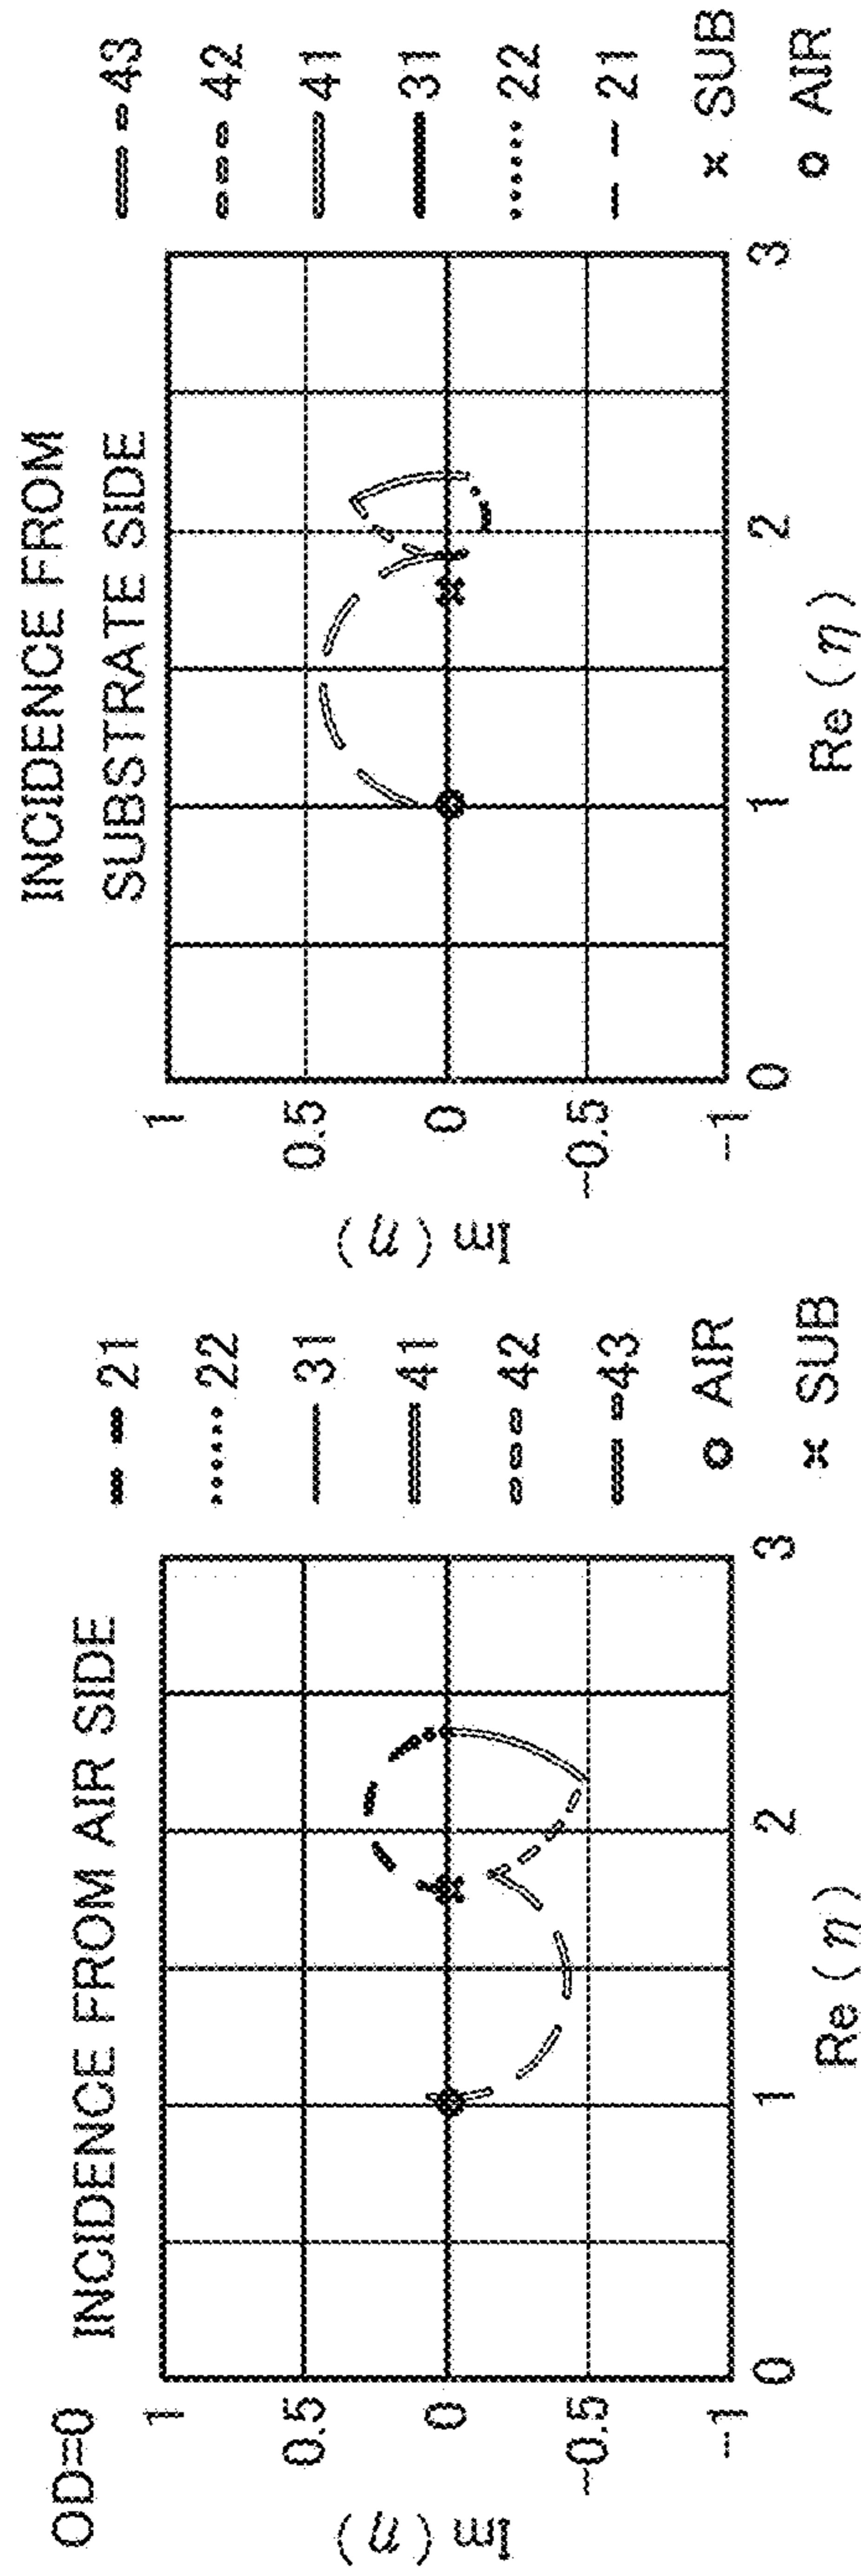 OD=0
INCIDENCE FROM AIR SIDE
1
0.5
0
-0.5
-1
Im(η)
0
1
2
3
Re(η)
21
22
31
41
42
43
AIR
SUB
INCIDENCE FROM
SUBSTRATE SIDE
1
0.5
0
-0.5
-1
Im(η)
0
1
2
3
Re(η)
43
42
41
31
22
21
SUB
AIR